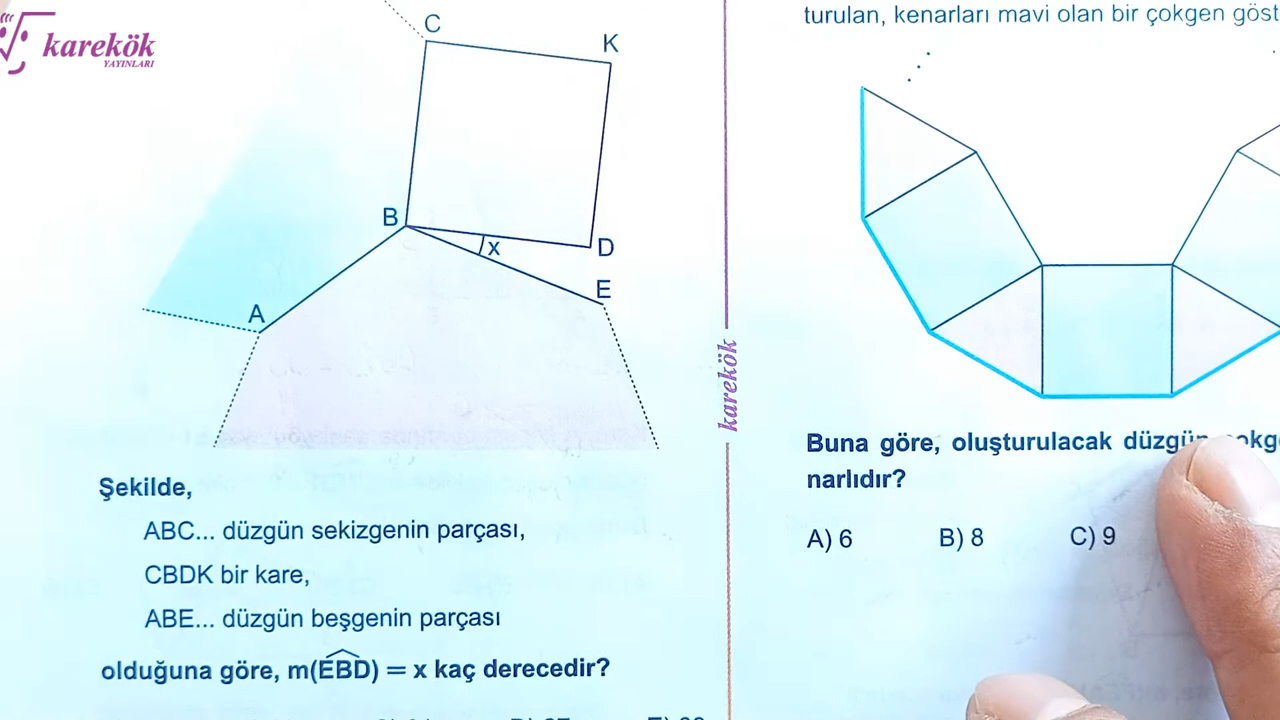 karekök
YAYINLARI
C
K
B
x
D
E
A
Şekilde,
ABC... düzgün sekizgenin parçası,
CBDK bir kare,
ABE... düzgün beşgenin parçası
olduğuna göre, m(EBD) = x kaç derecedir?
karekök
turulan, kenarları mavi olan bir çokgen göst
Buna göre, oluşturulacak düzgün
narlıdır?
A) 6 B) 8 C) 9